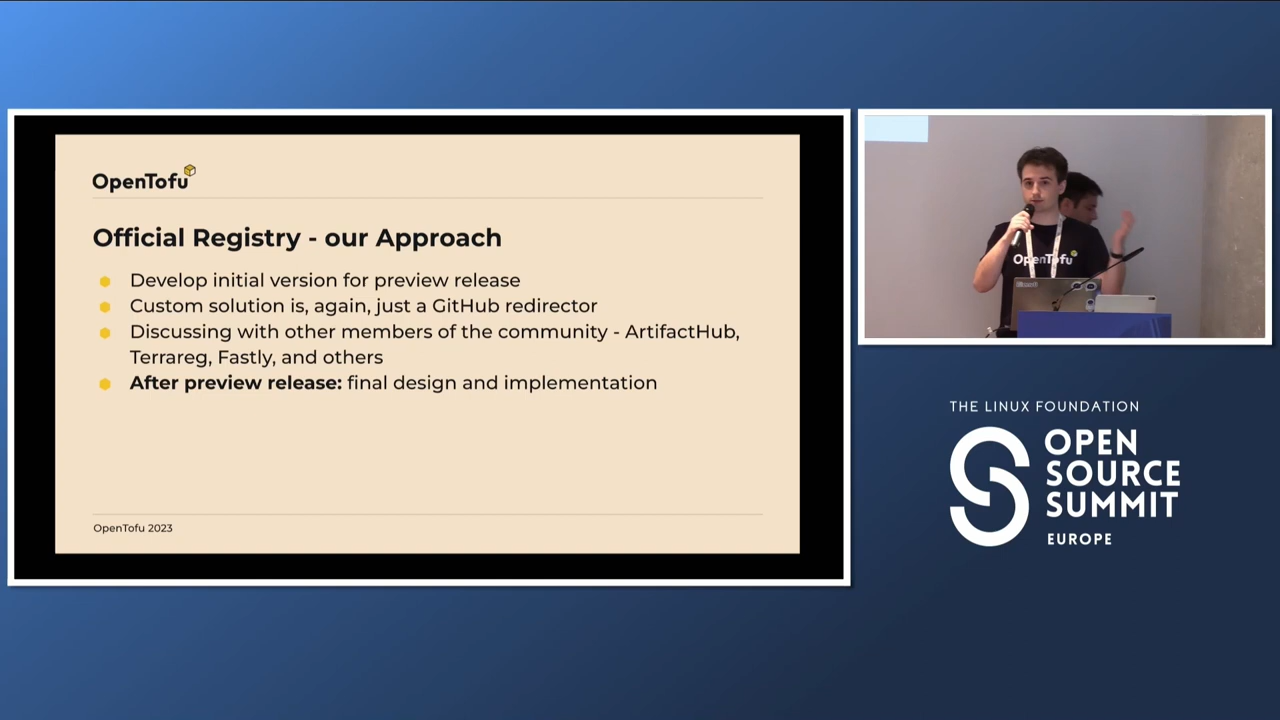 OpenTofu
Official Registry - our Approach
Develop initial version for preview release
Custom solution is, again, just a GitHub redirector
Discussing with other members of the community - ArtifactHub,
Terrareg, Fastly, and others
After preview release: final design and implementation
OpenTofu 2023
OpenTofu
THE LINUX FOUNDATION
OPEN
SOURCE
SUMMIT
EUROPE